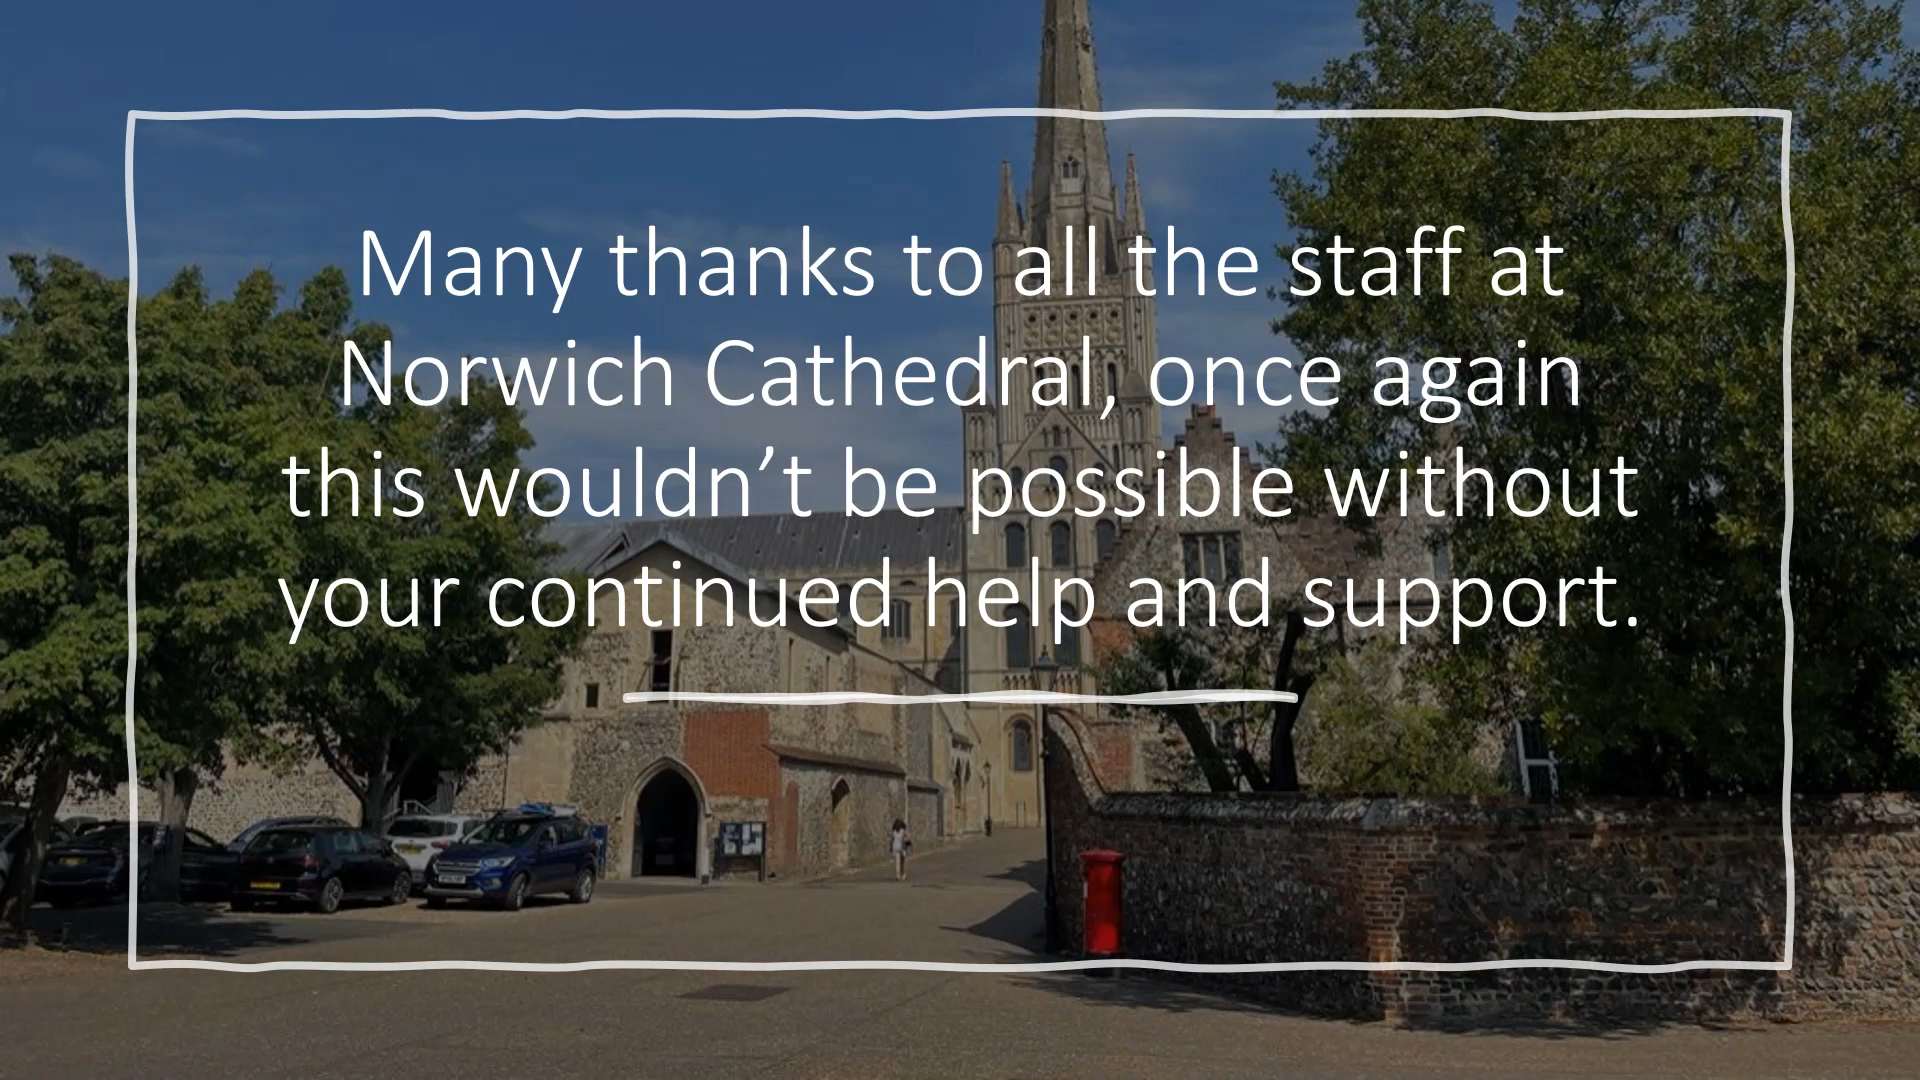 Many thanks to all the staff at
Norwich Cathedral, once again
this wouldn’t be possible without
your continued help and support.